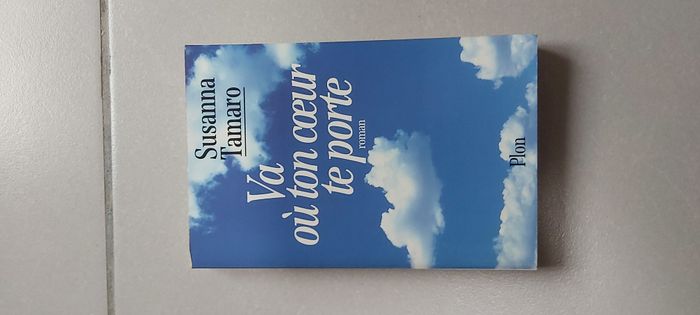 Susanna
Tamaro
Va
où ton cœur
te porte
roman
Plon